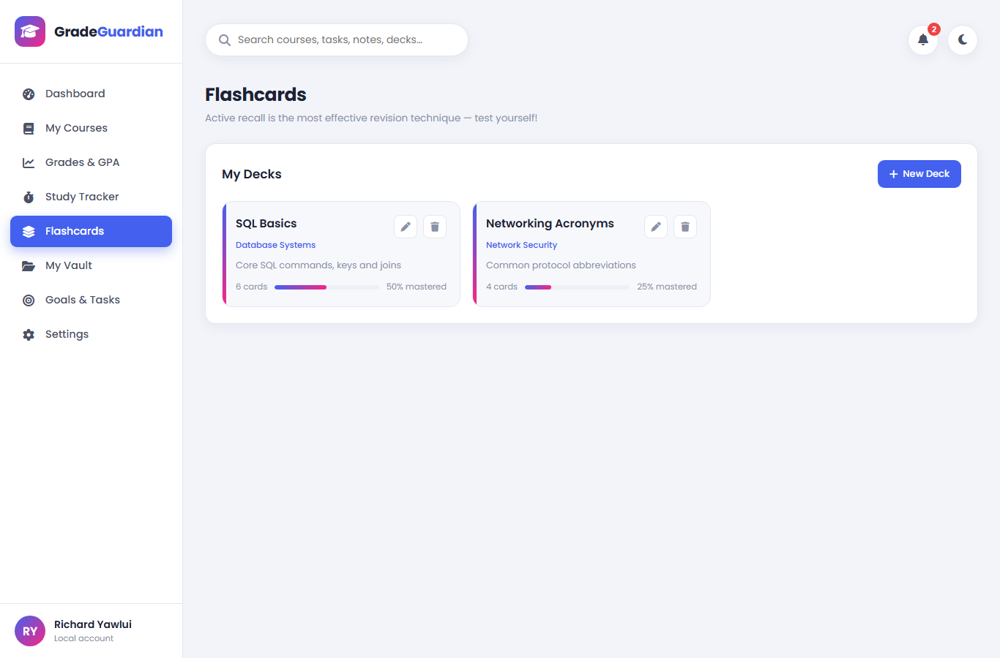 GradeGuardian
Dashboard
My Courses
Grades & GPA
Study Tracker
Flashcards
My Vault
Goals & Tasks
Settings
RY
Richard Yawlui
Local account
Search courses, tasks, notes, decks...
2
Flashcards
Active recall is the most effective revision technique — test yourself!
My Decks
New Deck
SQL Basics
Database Systems
Core SQL commands, keys and joins
6 cards 50% mastered
Networking Acronyms
Network Security
Common protocol abbreviations
4 cards 25% mastered